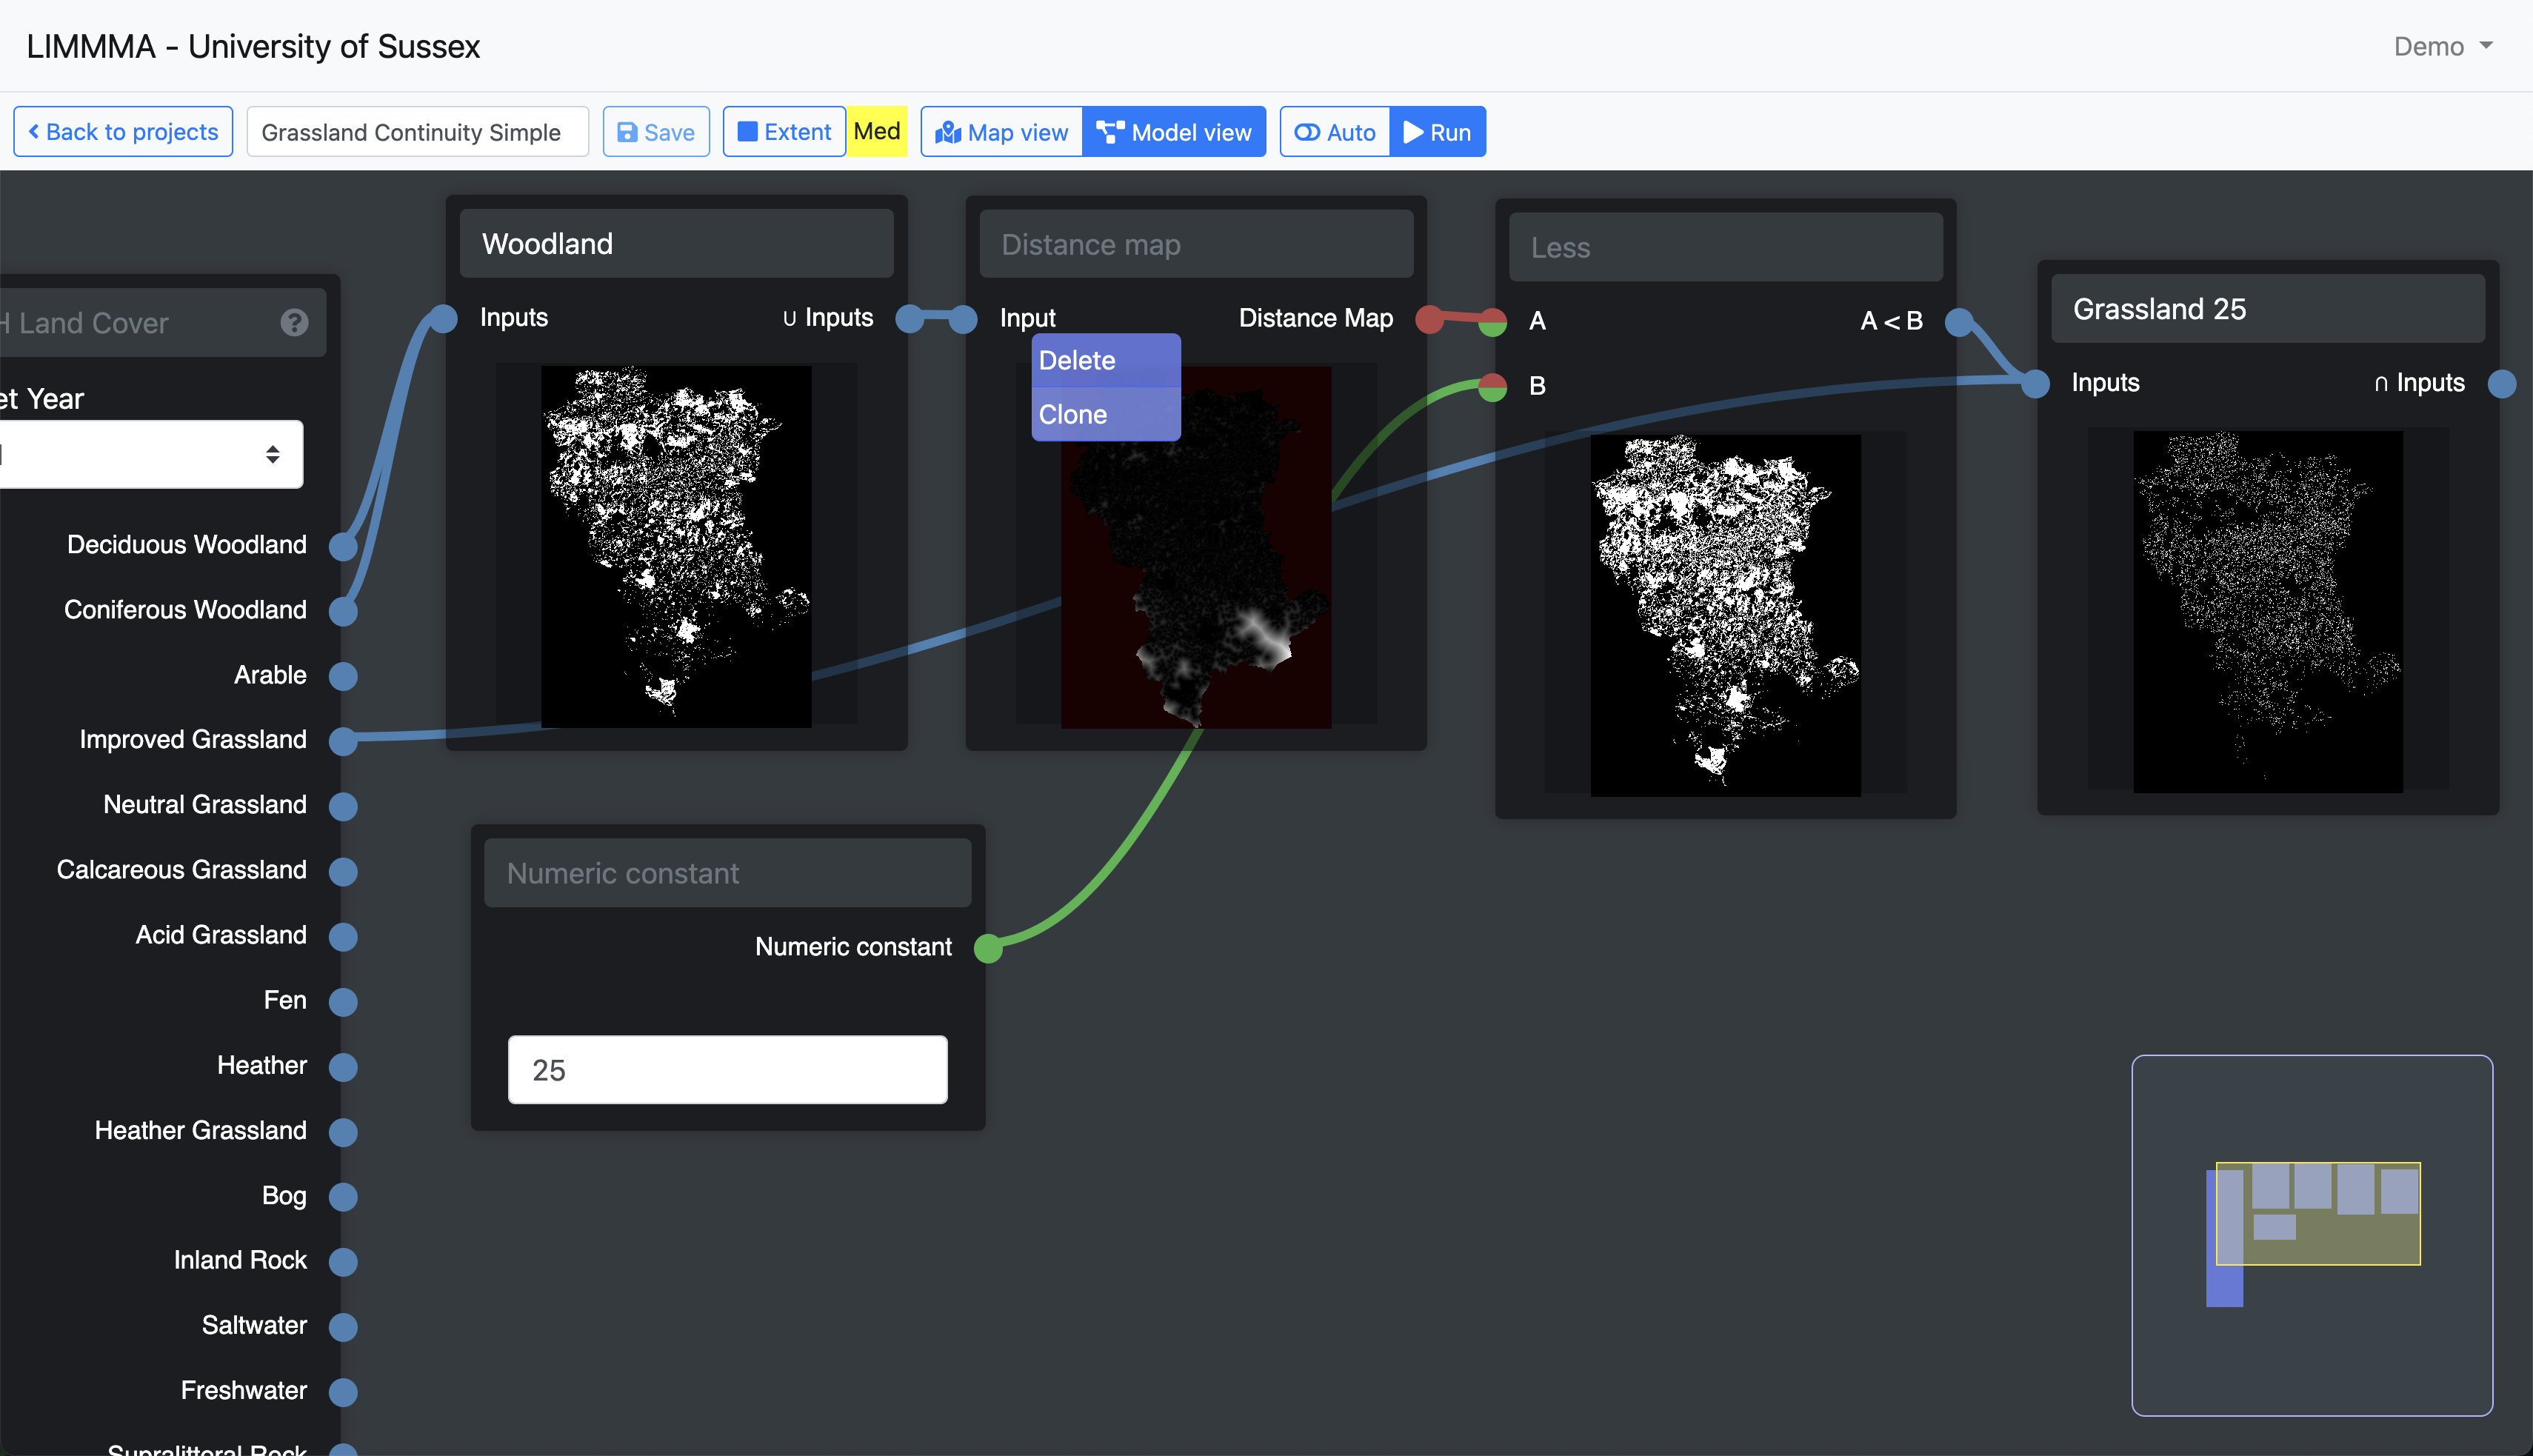 LIMMMA - University of Sussex
Demo
Back to projects
Grassland Continuity Simple
Save
Extent
Med
Map view
Model view
Auto
Run
H Land Cover
et Year
Deciduous Woodland
Coniferous Woodland
Arable
Improved Grassland
Neutral Grassland
Calcareous Grassland
Acid Grassland
Fen
Heather
Heather Grassland
Bog
Inland Rock
Saltwater
Freshwater
Supralittoral Rock
Woodland
Inputs
∪ Inputs
Distance map
Input
Distance Map
Delete
Clone
Less
A
A < B
B
Grassland 25
Inputs
∩ Inputs
Numeric constant
Numeric constant
25